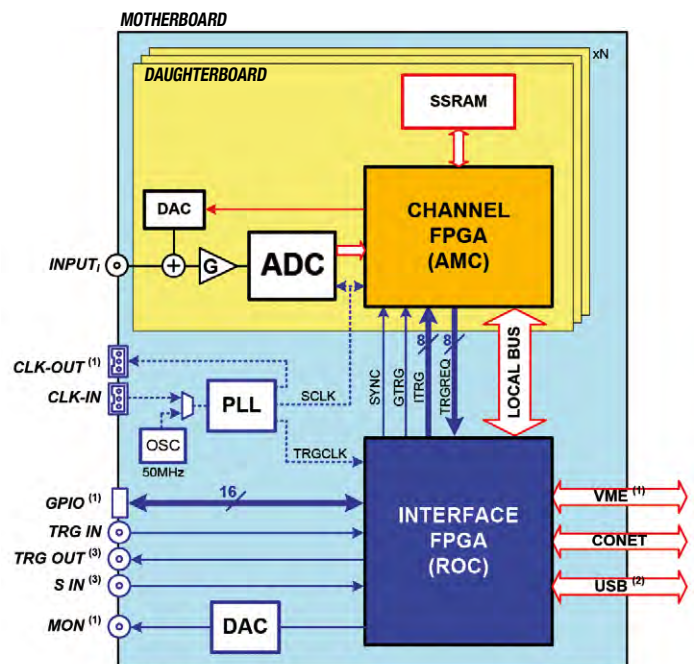 MOTHERBOARD
xN
DAUGHTERBOARD
SSRAM
DAC
CHANNEL
FPGA
(AMC)
INPUTI
G
ADC
CLK-OUT (1)
CLK-IN
PLL
SCLK
OSC
50MHz
TRGCLK
SYNC
GTRG
8
ITRG
8
TRGREQ
LOCAL BUS
GPIO (1)
16
TRG IN
TRG OUT (3)
S IN (3)
MON (1)
DAC
INTERFACE
FPGA
(ROC)
VME (1)
CONET
USB (2)